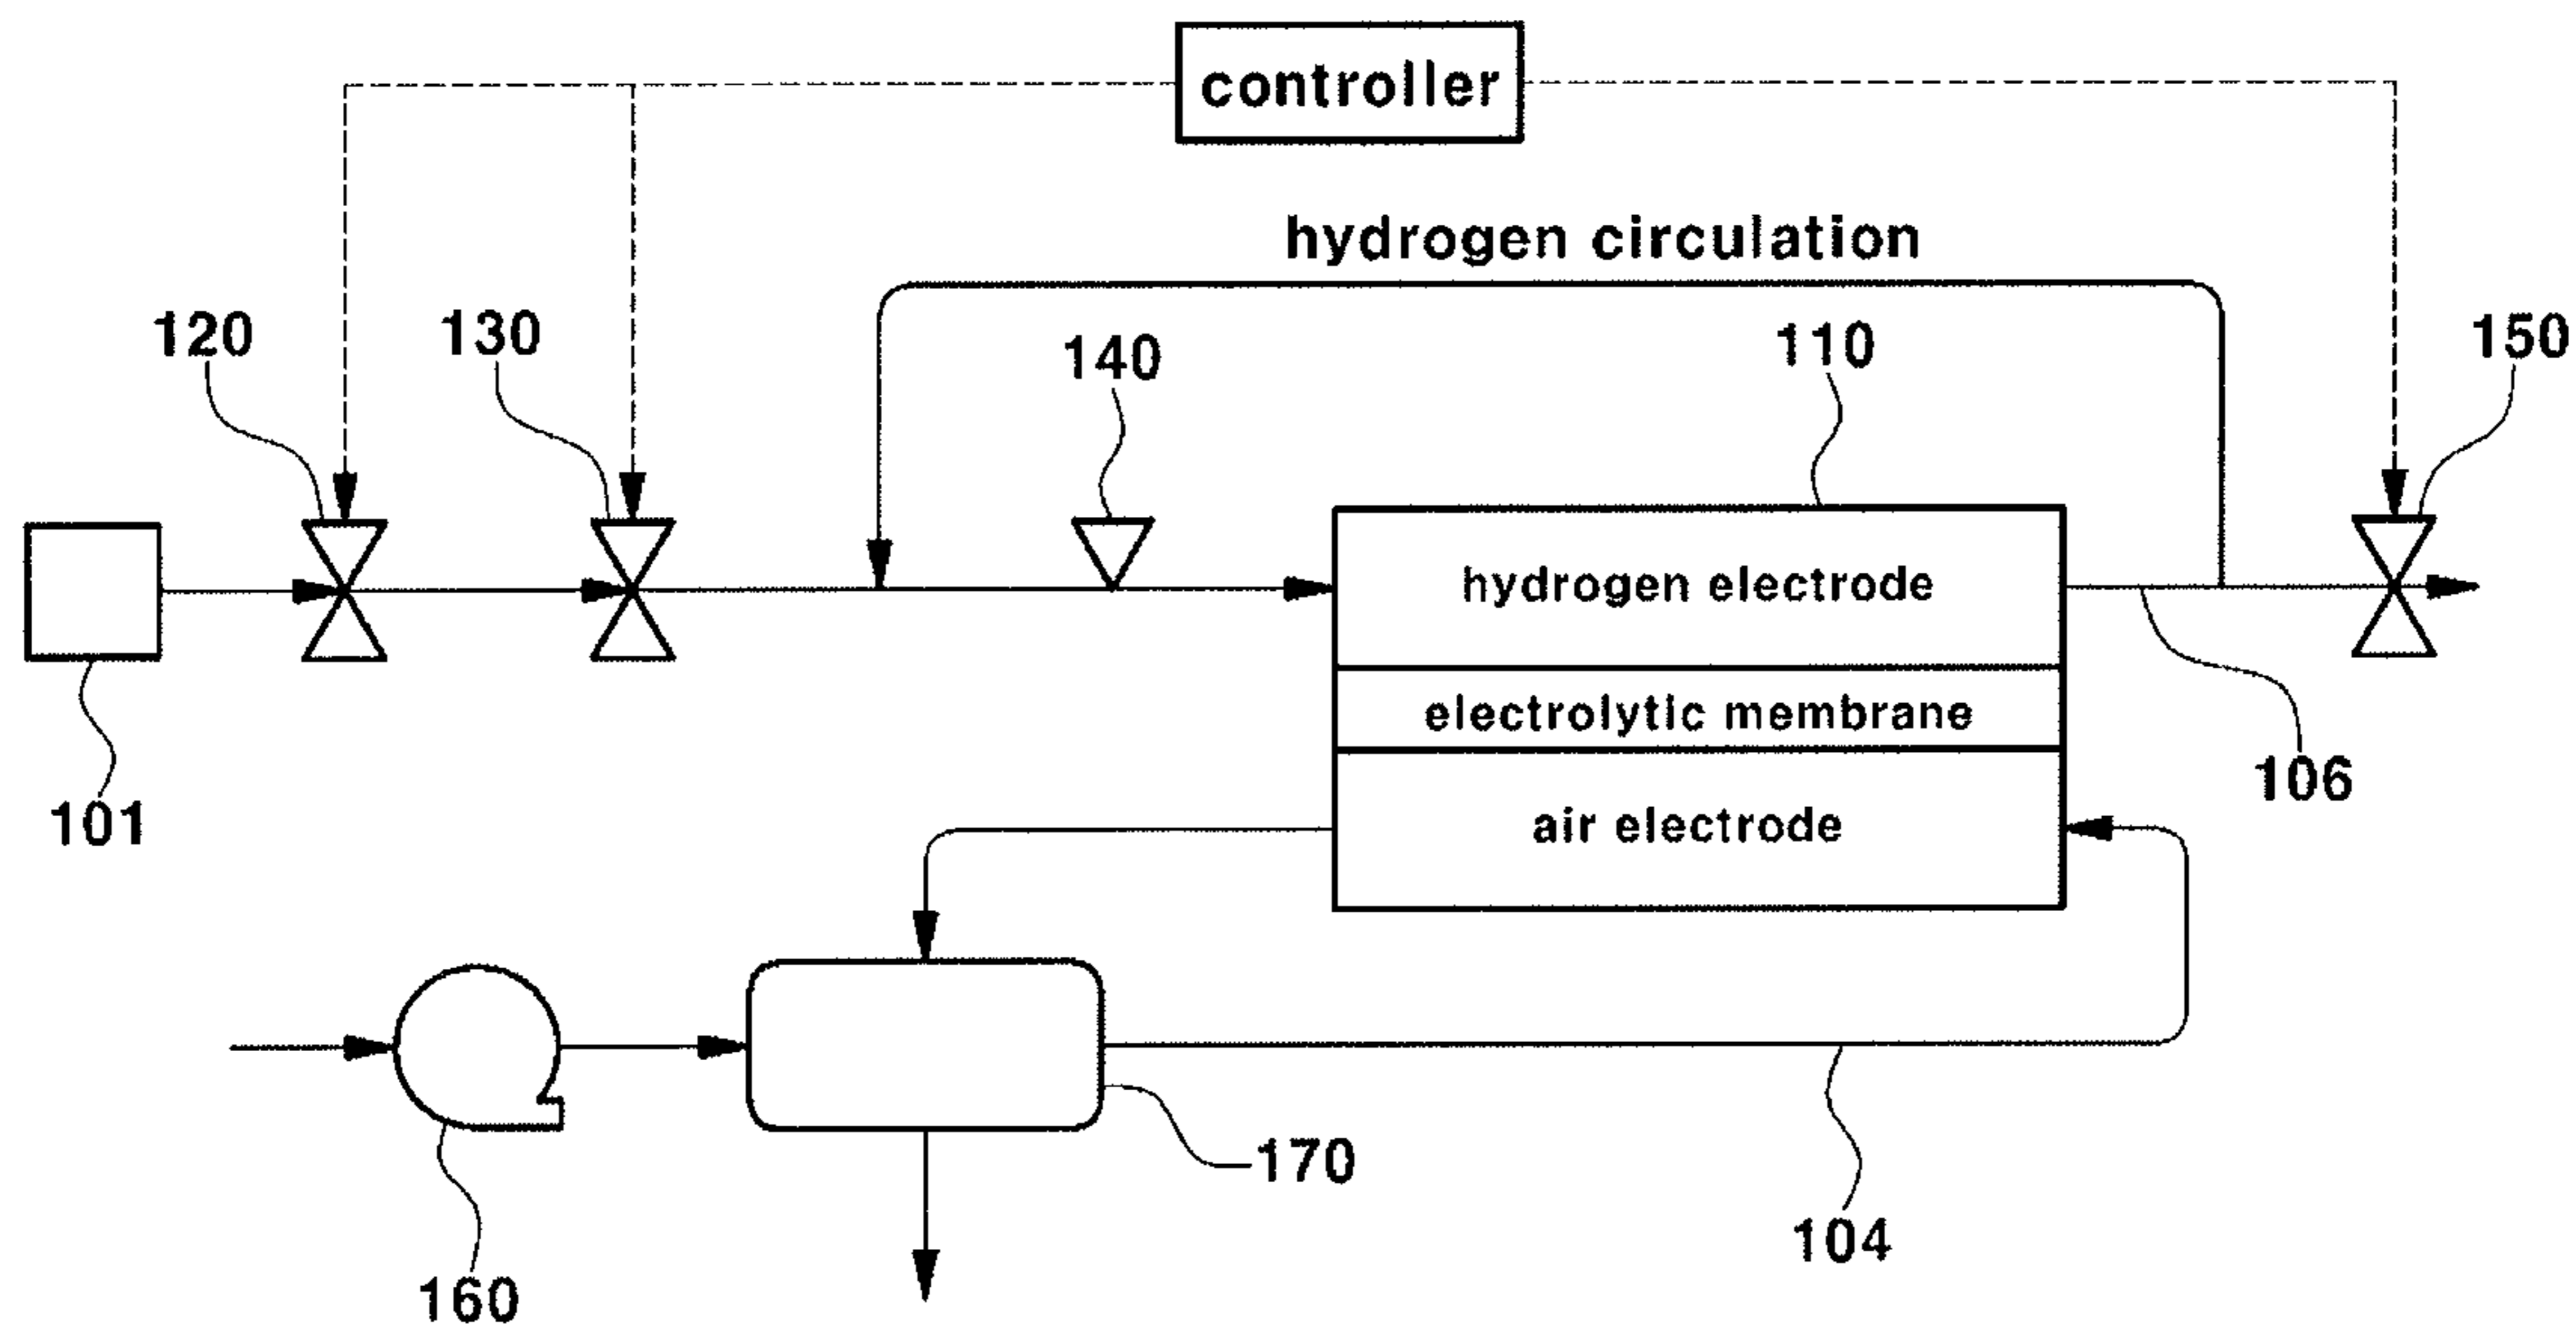 controller
hydrogen circulation
120
130
140
110
150
hydrogen electrode
electrolytic membrane
106
101
air electrode
170
104
160